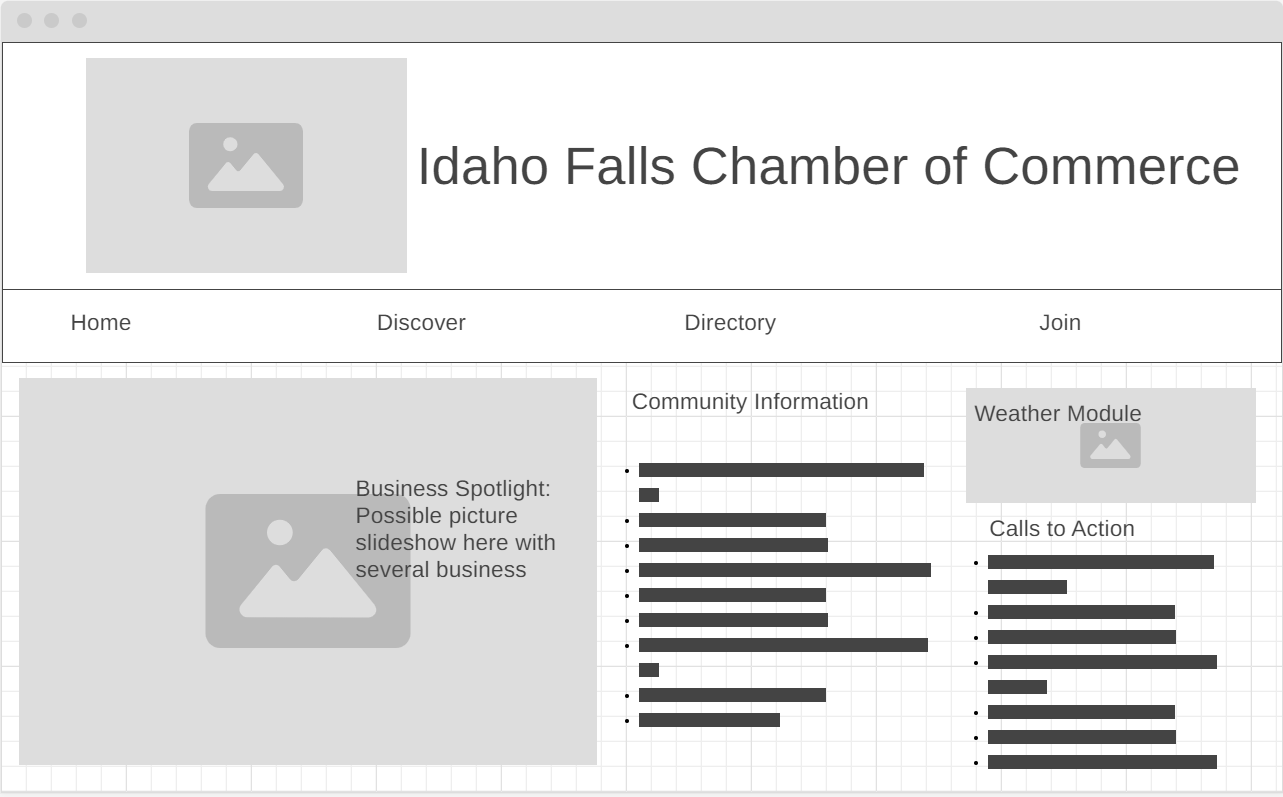 Idaho Falls Chamber of Commerce
Home
Discover
Directory
Join
Business Spotlight:
Possible picture
slideshow here with
several business
Community Information
Weather Module
Calls to Action